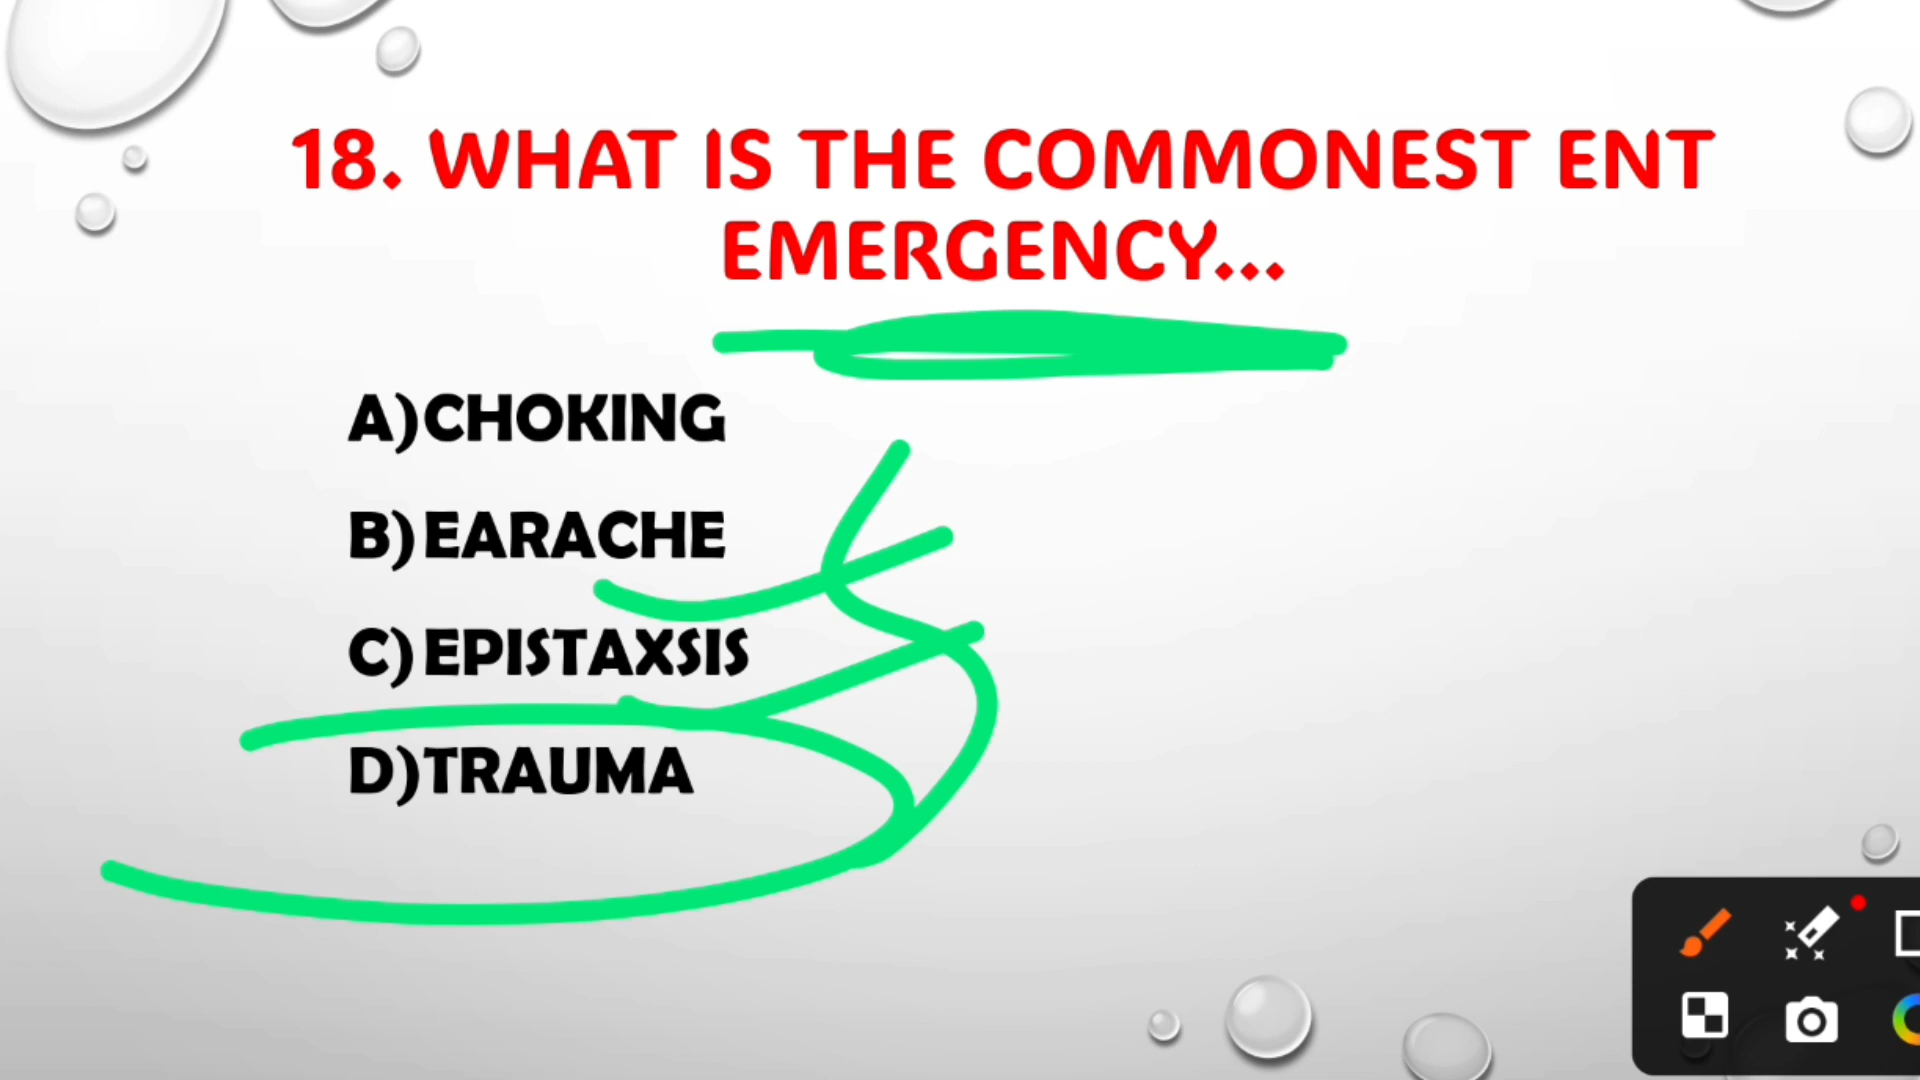 18. WHAT IS THE COMMONEST ENT
EMERGENCY...
A) CHOKING
B) EARACHE
C) EPISTAXSIS
D) TRAUMA